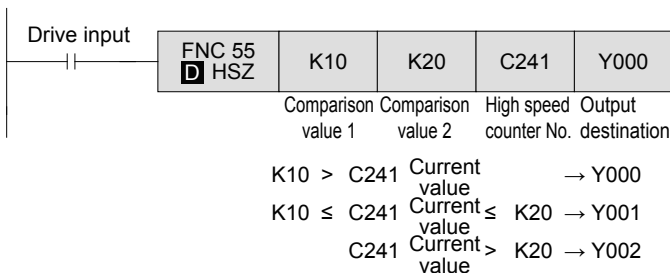 Drive input
FNC 55
D HSZ
K10
K20
C241
Y000
Comparison value 1
Comparison value 2
High speed counter No.
Output destination
K10 > C241 Current value → Y000
K10 ≤ C241 Current value ≤ K20 → Y001
C241 Current value > K20 → Y002